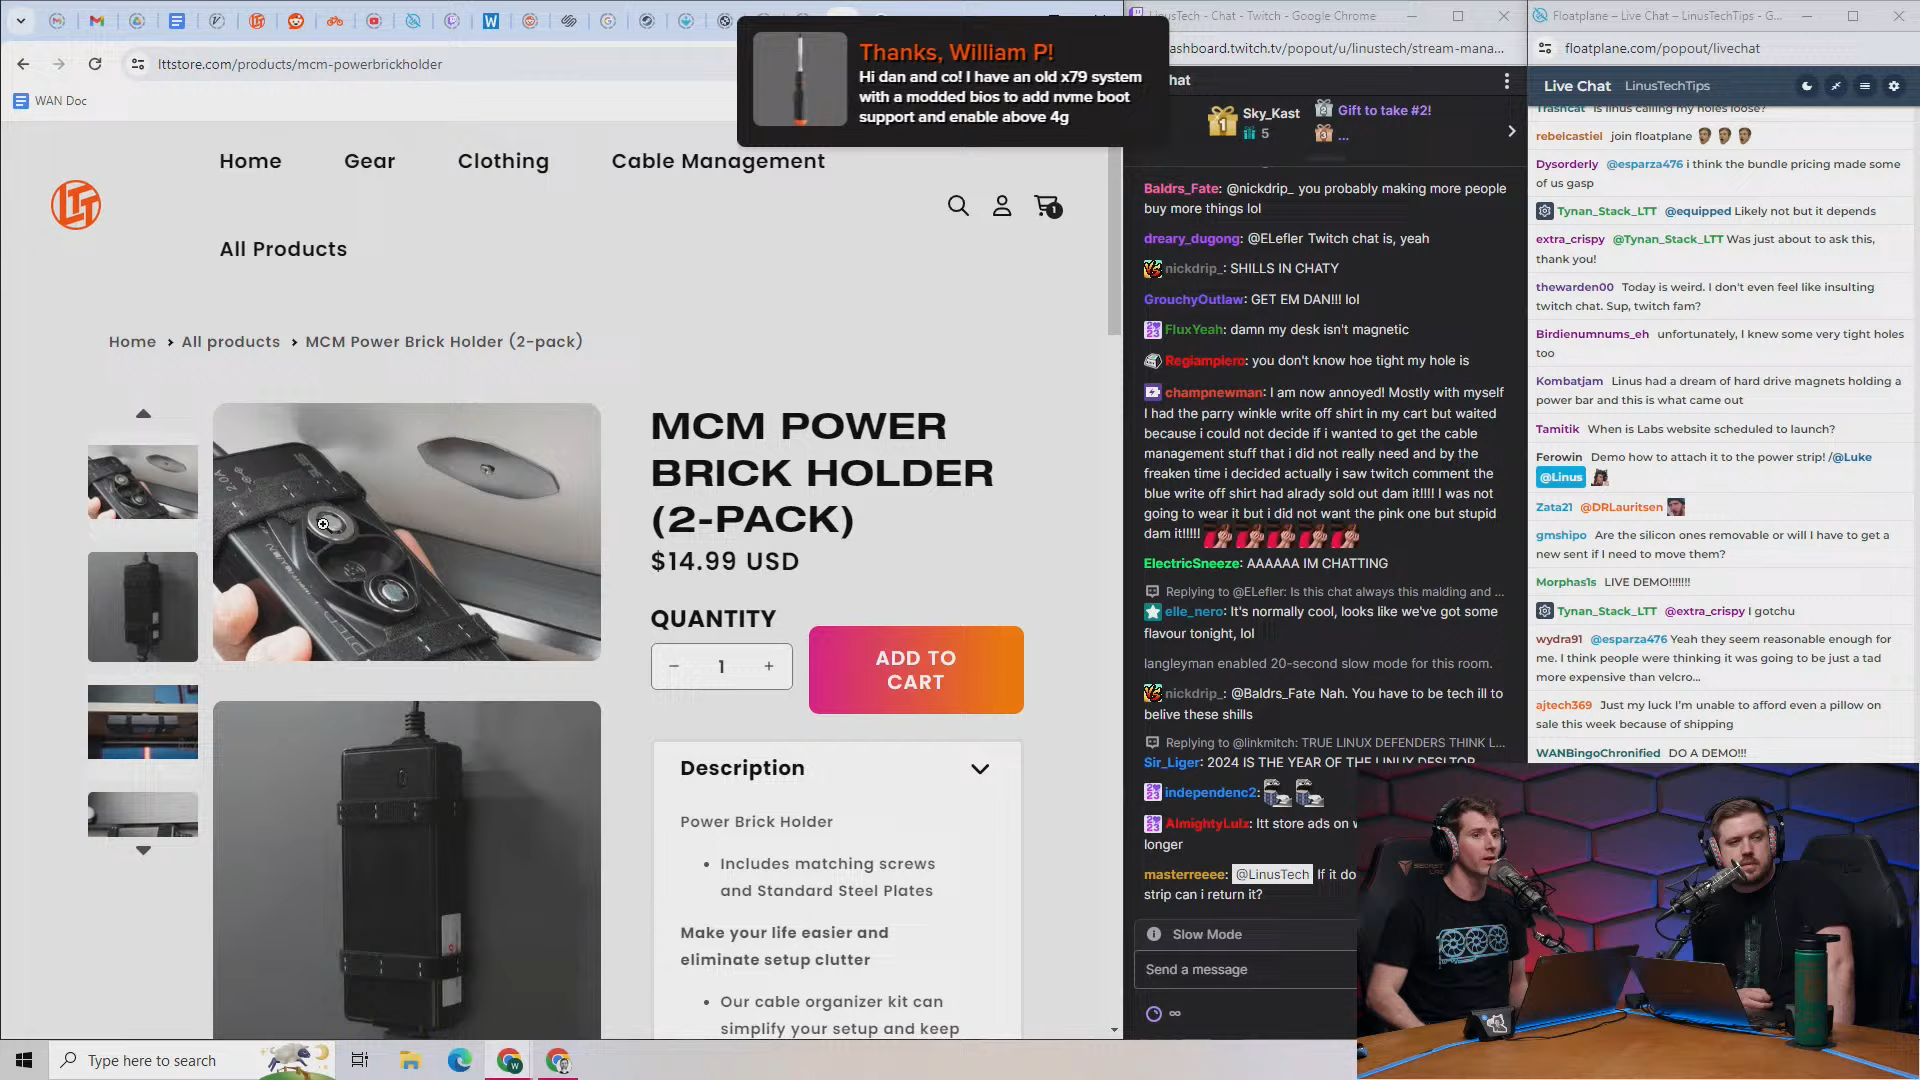 LinusTech - Chat - Twitch - Google Chrome
Floatplane – Live Chat – LinusTechTips - G...
lttstore.com/products/mcm-powerbrickholder
ashboard.twitch.tv/popout/u/linustech/stream-mana...
floatplane.com/popout/livechat
WAN Doc
Thanks, William P!
Hi dan and co! I have an old x79 system
with a modded bios to add nvme boot
support and enable above 4g
Home
Gear
Clothing
Cable Management
All Products
1
Home > All products > MCM Power Brick Holder (2-pack)
MCM POWER
BRICK HOLDER
(2-PACK)
$14.99 USD
QUANTITY
− 1 +
ADD TO
CART
Description
Power Brick Holder
• Includes matching screws
and Standard Steel Plates
Make your life easier and
eliminate setup clutter
• Our cable organizer kit can
simplify your setup and keep
hat
1
Sky_Kast
5
Gift to take #2!
...
Baldrs_Fate: @nickdrip_ you probably making more people
buy more things lol
dreary_dugong: @ELefler Twitch chat is, yeah
nickdrip_: SHILLS IN CHATY
GrouchyOutlaw: GET EM DAN!!! lol
FluxYeah: damn my desk isn't magnetic
Regiampiero: you don't know hoe tight my hole is
champnewman: I am now annoyed! Mostly with myself
I had the parry winkle write off shirt in my cart but waited
because i could not decide if i wanted to get the cable
management stuff that i did not really need and by the
freaken time i decided actually i saw twitch comment the
blue write off shirt had alrady sold out dam it!!!! I was not
going to wear it but i did not want the pink one but stupid
dam it!!!!!
ElectricSneeze: AAAAAA IM CHATTING
Replying to @ELefler: Is this chat always this malding and ...
elle_nero: It's normally cool, looks like we've got some
flavour tonight, lol
langleyman enabled 20-second slow mode for this room.
nickdrip_: @Baldrs_Fate Nah. You have to be tech ill to
belive these shills
Replying to @linkmitch: TRUE LINUX DEFENDERS THINK L...
Sir_Liger: 2024 IS THE YEAR OF THE LINUX DESLTOP
independenc2:
AlmightyLulz: ltt store ads on
longer
masterreeee: @LinusTech If it do
strip can i return it?
Slow Mode
Send a message
∞
Live Chat LinusTechTips
Trashcat Is linus calling my holes loose?
rebelcastiel join floatplane
Dysorderly @esparza476 i think the bundle pricing made some
of us gasp
Tynan_Stack_LTT @equipped Likely not but it depends
extra_crispy @Tynan_Stack_LTT Was just about to ask this,
thank you!
thewarden00 Today is weird. I don't even feel like insulting
twitch chat. Sup, twitch fam?
Birdienumnums_eh unfortunately, I knew some very tight holes
too
Kombatjam Linus had a dream of hard drive magnets holding a
power bar and this is what came out
Tamitik When is Labs website scheduled to launch?
Ferowin Demo how to attach it to the power strip! /@Luke
@Linus
Zata21 @DRLauritsen
gmshipo Are the silicon ones removable or will I have to get a
new sent if I need to move them?
Morphas1s LIVE DEMO!!!!!!!
Tynan_Stack_LTT @extra_crispy I gotchu
wydra91 @esparza476 Yeah they seem reasonable enough for
me. I think people were thinking it was going to be just a tad
more expensive than velcro...
ajtech369 Just my luck I'm unable to afford even a pillow on
sale this week because of shipping
WANBingoChronified DO A DEMO!!!
Type here to search